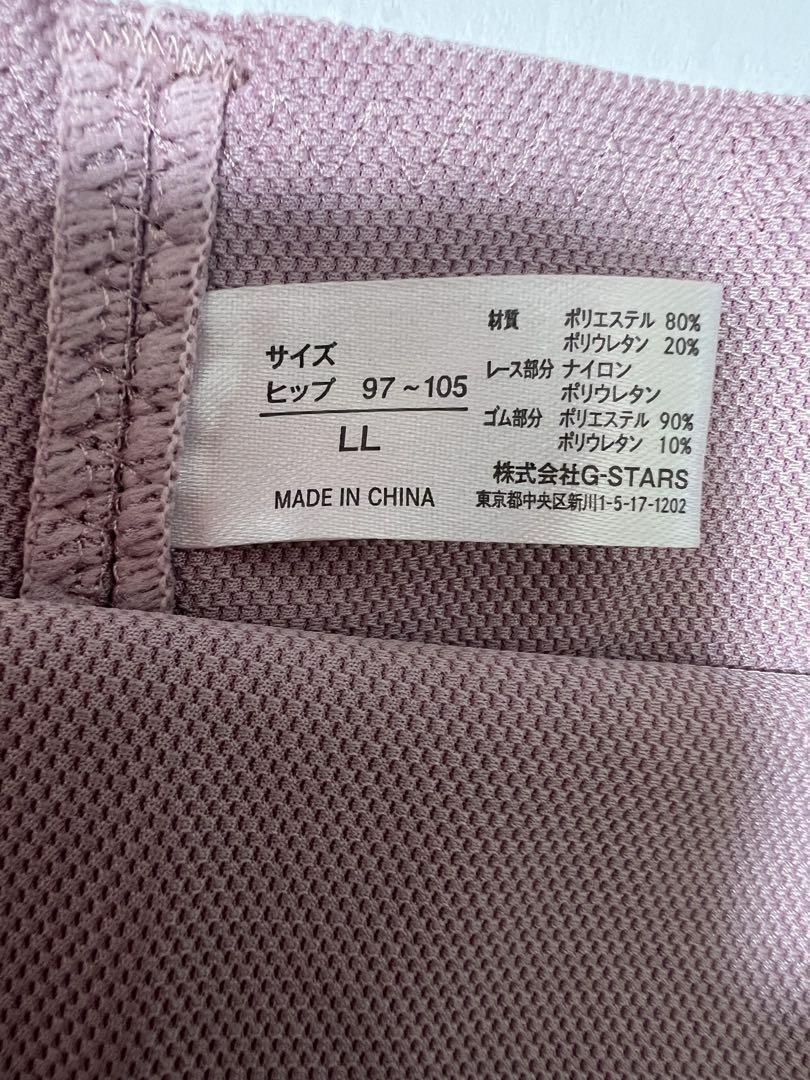 サイズ
ヒップ 97～105
LL
MADE IN CHINA
材質 ポリエステル 80%
ポリウレタン 20%
レース部分 ナイロン
ポリウレタン
ゴム部分 ポリエステル 90%
ポリウレタン 10%
株式会社G-STARS
東京都中央区新川1-5-17-1202